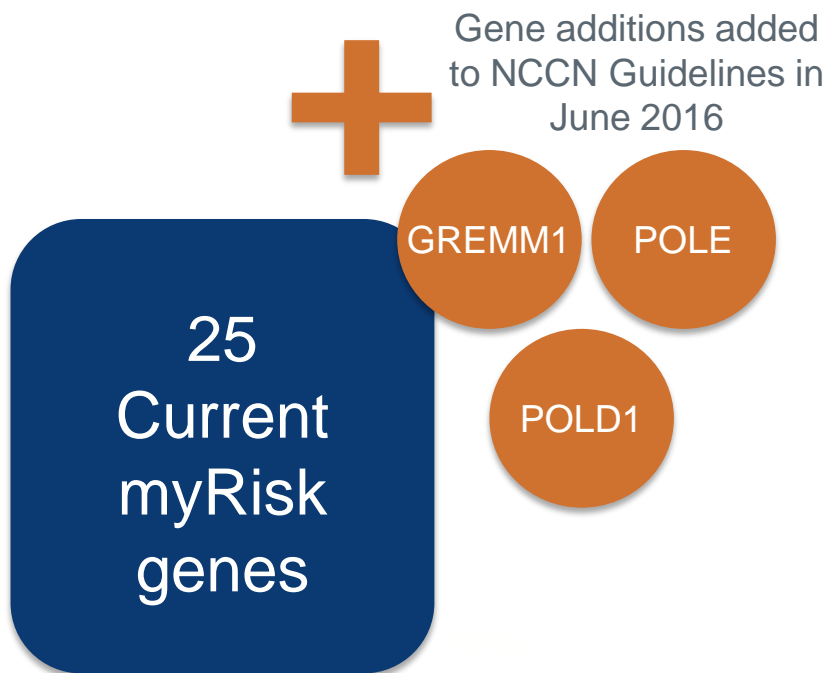 Gene additions added
to NCCN Guidelines in
June 2016
GREMM1
POLE
POLD1
25
Current
myRisk
genes